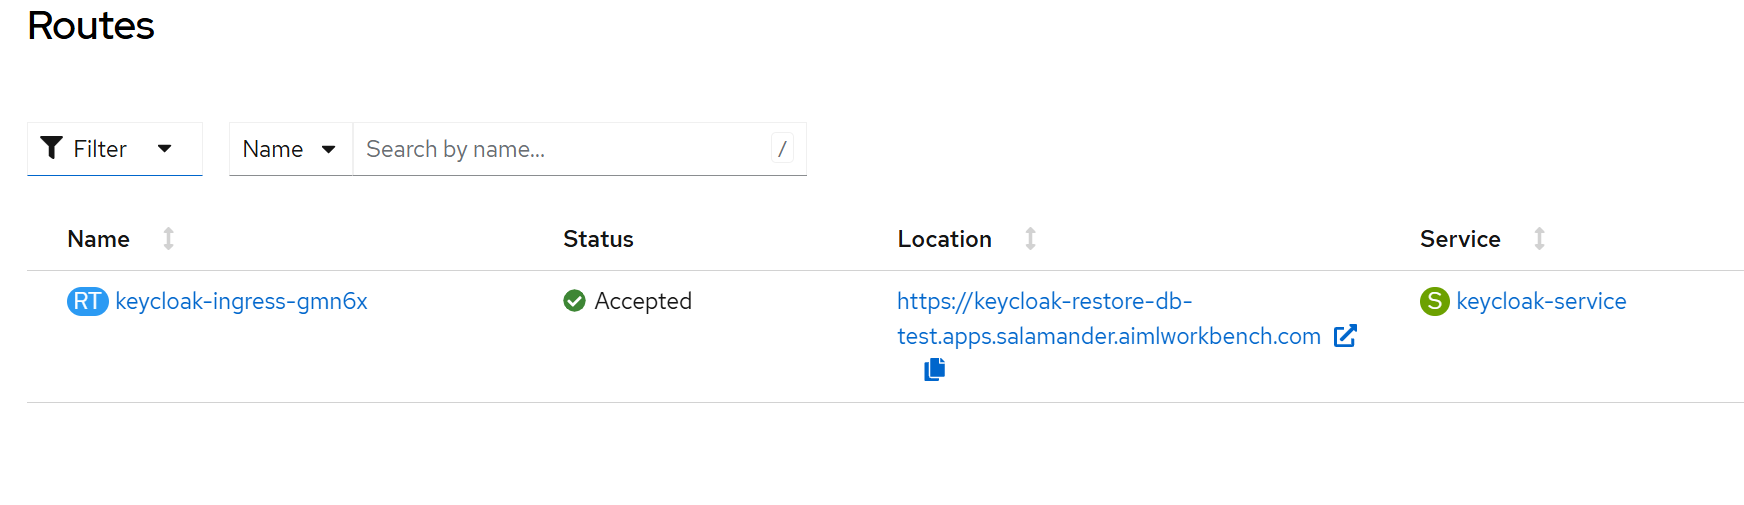 Routes
Filter Name Search by name... /
Name Status Location Service
RT keycloak-ingress-gmn6x Accepted https://keycloak-restore-db- S keycloak-service
test.apps.salamander.aimlworkbench.com